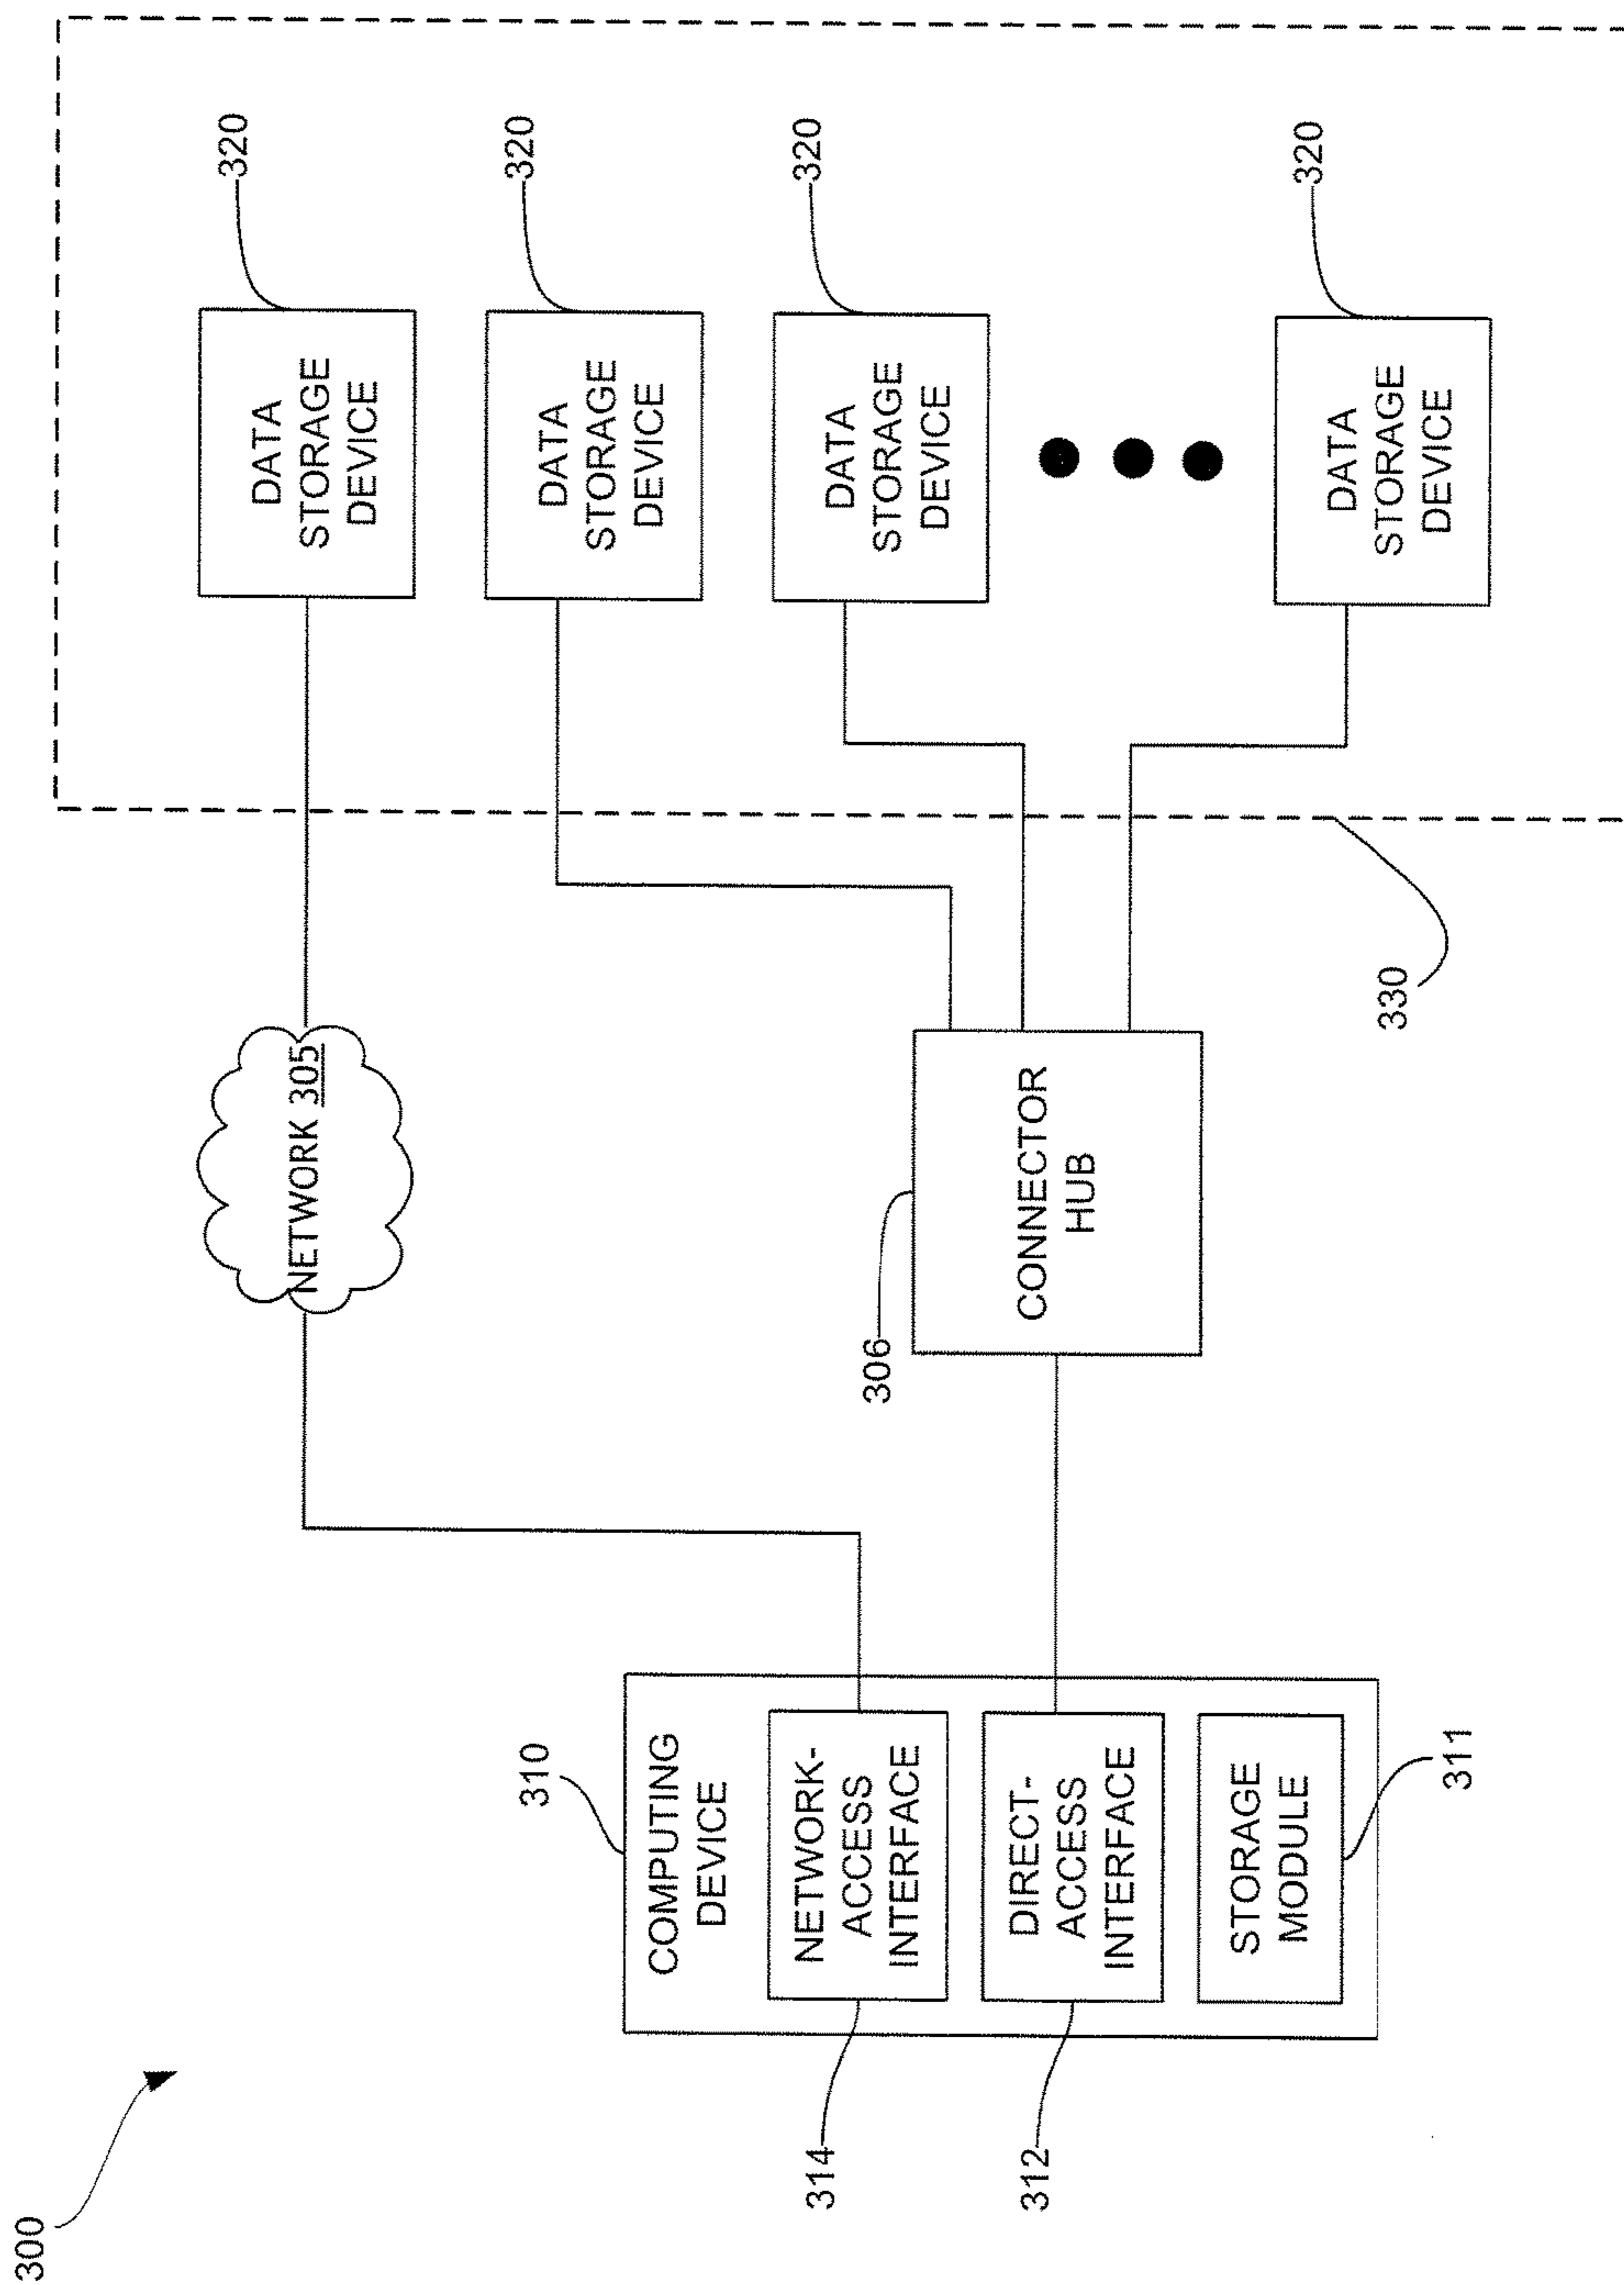 300
310
COMPUTING
DEVICE
314
NETWORK-
ACCESS
INTERFACE
312
DIRECT-
ACCESS
INTERFACE
STORAGE
MODULE
311
NETWORK 305
306
CONNECTOR
HUB
330
320
DATA
STORAGE
DEVICE
320
DATA
STORAGE
DEVICE
320
DATA
STORAGE
DEVICE
320
DATA
STORAGE
DEVICE